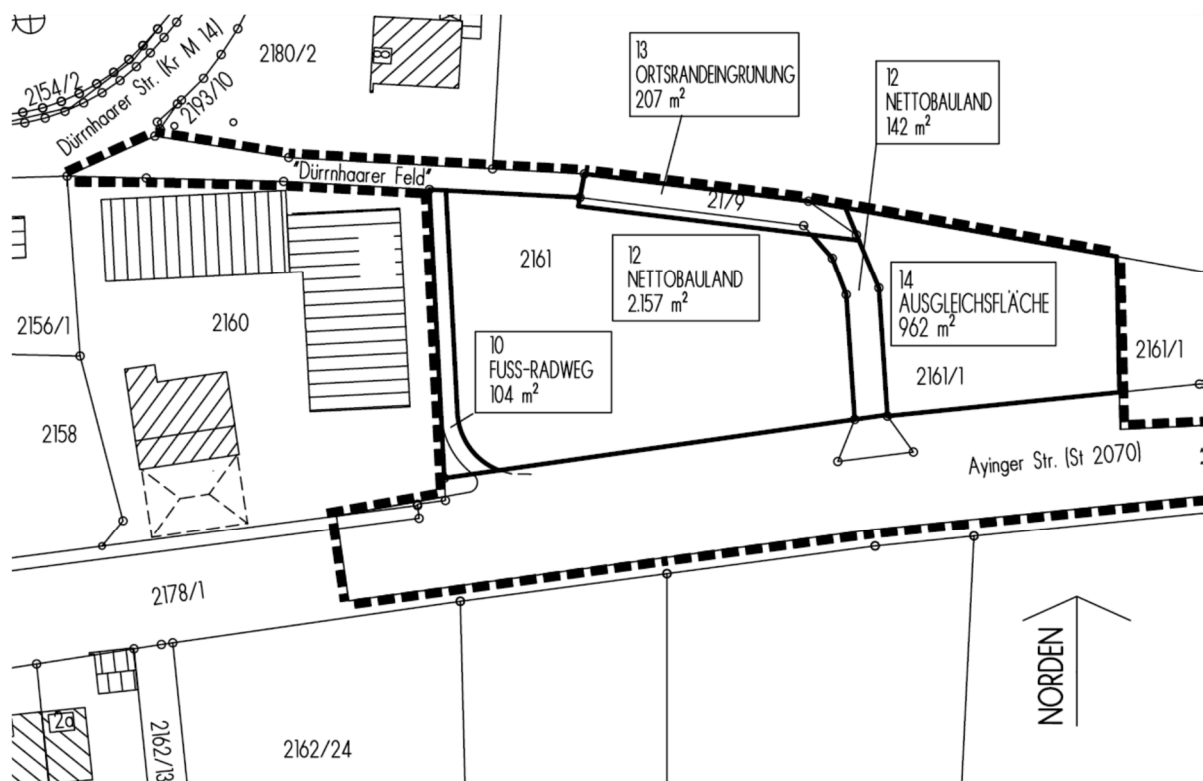 2154/2
Dürrnhaarer Str. (Kr M 14)
2193/10
2180/2
8
13
ORTSRANDEINGRÜNUNG
207 m²
12
NETTOBAULAND
142 m²
"Dürrnhaarer Feld"
2179
2161
12
NETTOBAULAND
2.157 m²
14
AUSGLEICHSFLÄCHE
962 m²
2156/1
2160
2161/1
2161/1
10
FUSS-RADWEG
104 m²
2158
Ayinger Str. (St 2070)
2178/1
NORDEN
2a
2162/13
2162/24